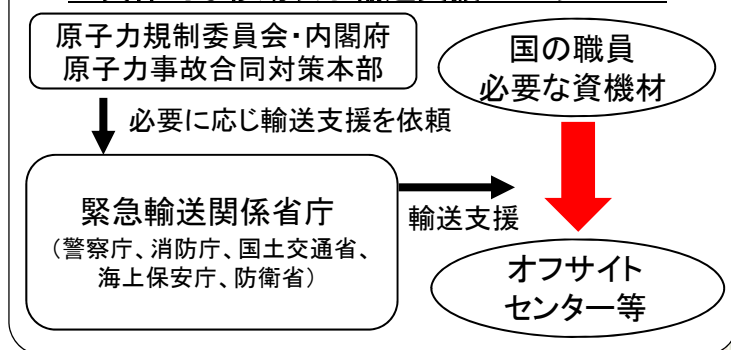 原子力規制委員会・内閣府
原子力事故合同対策本部
国の職員
必要な資機材
必要に応じ輸送支援を依頼
緊急輸送関係省庁
（警察庁、消防庁、国土交通省、
海上保安庁、防衛省）
輸送支援
オフサイト
センター等